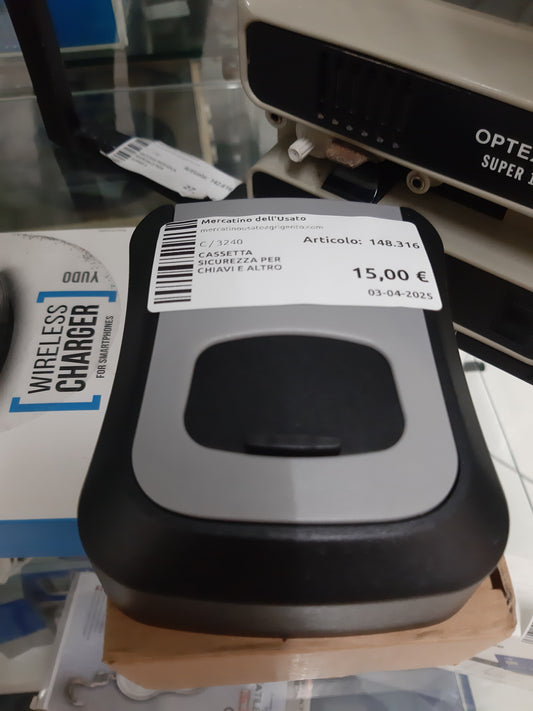 Mercatino dell'Usato
mercatinousatoagrigento.com
C / 3240 Articolo: 148.316
CASSETTA
SICUREZZA PER
CHIAVI E ALTRO
15,00 €
03-04-2025
YUDO
WIRELESS
CHARGER
FOR SMARTPHONES
SUPER
Articolo: